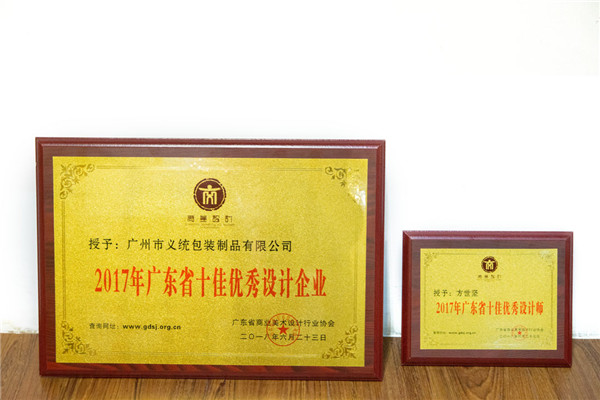 商業設計
授予：广州市义统包装制品有限公司
2017年广东省十佳优秀设计企业
查询网址：www.gdsj.org.cn
广东省商业美术设计行业协会
二〇一八年六月二十三日
授予：方世坚
2017年广东省十佳优秀设计师